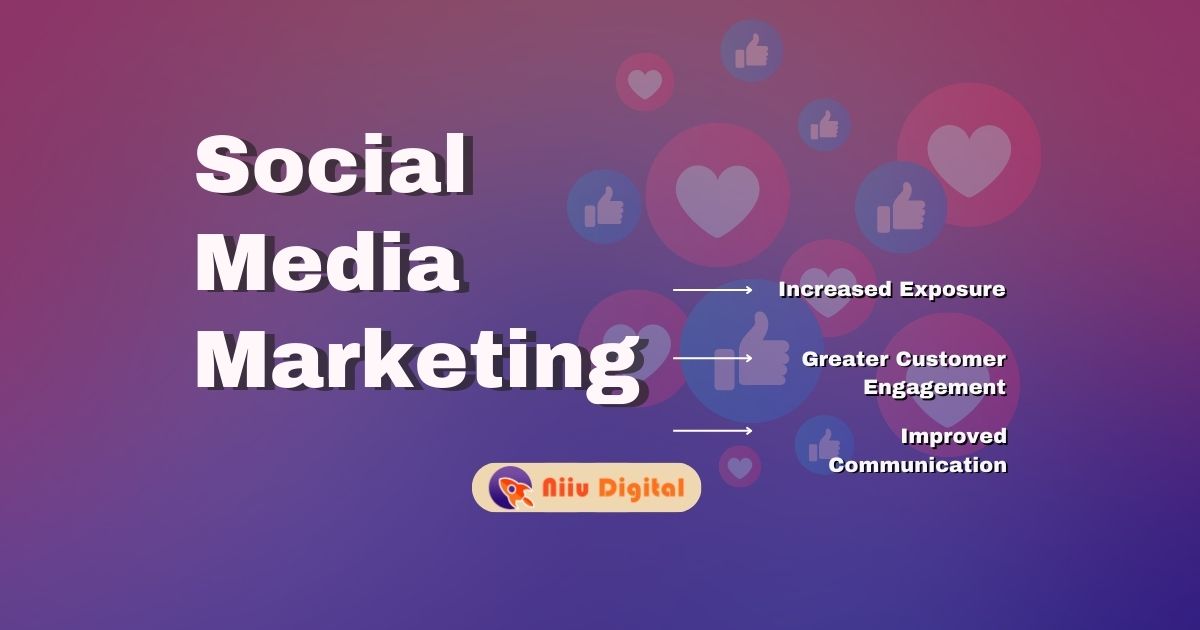 Social
Media
Marketing
Increased Exposure
Greater Customer
Engagement
Improved
Communication
Niiu Digital